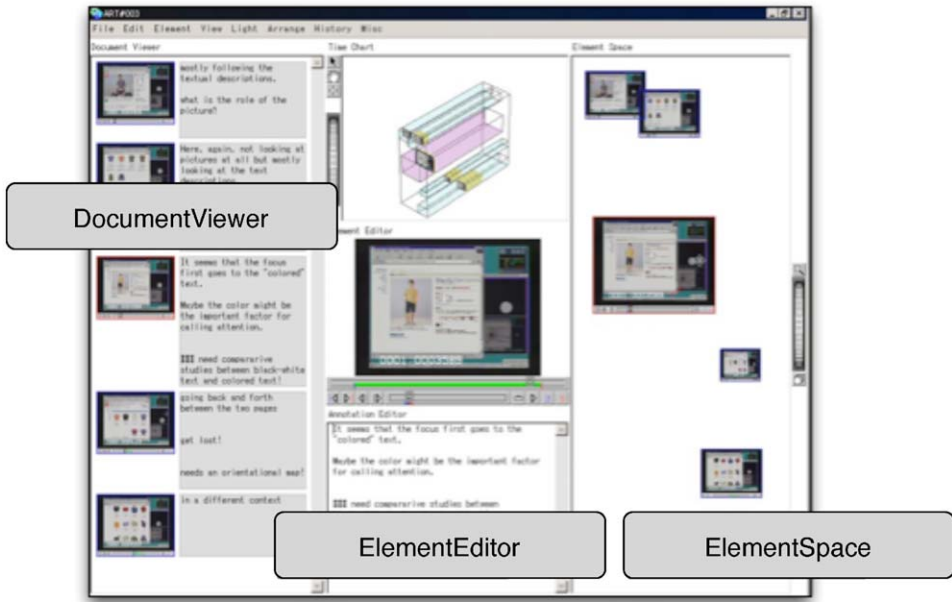 ART#003
File Edit Element View Light Arrange History Misc
Document Viewer
Time Chart
Element Space
mostly following the
textual descriptions.
what is the role of the
picture?
Here, again, not looking at
pictures at all but mostly
looking at the text
descriptions
DocumentViewer
Element Editor
It seems that the focus
first goes to the "colored"
text.
Maybe the color might be
the important factor for
calling attention.
III need comparerive
studies between black-white
text and colored text!
going back and forth
between the two pages
get lost!
needs an orientational map!
in a different context
Annotation Editor
It seems that the focus first goes to the
"colored" text.
Maybe the color might be the important factor
for calling attention.
III need comparerive studies between
ElementEditor
ElementSpace